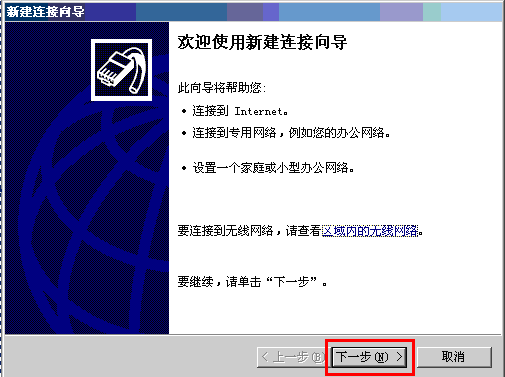 新建连接向导
欢迎使用新建连接向导
此向导将帮助您:
• 连接到 Internet。
• 连接到专用网络，例如您的办公网络。
• 设置一个家庭或小型办公网络。
要连接到无线网络，请查看区域内的无线网络。
要继续，请单击“下一步”。
< 上一步(B)
下一步(N) >
取消